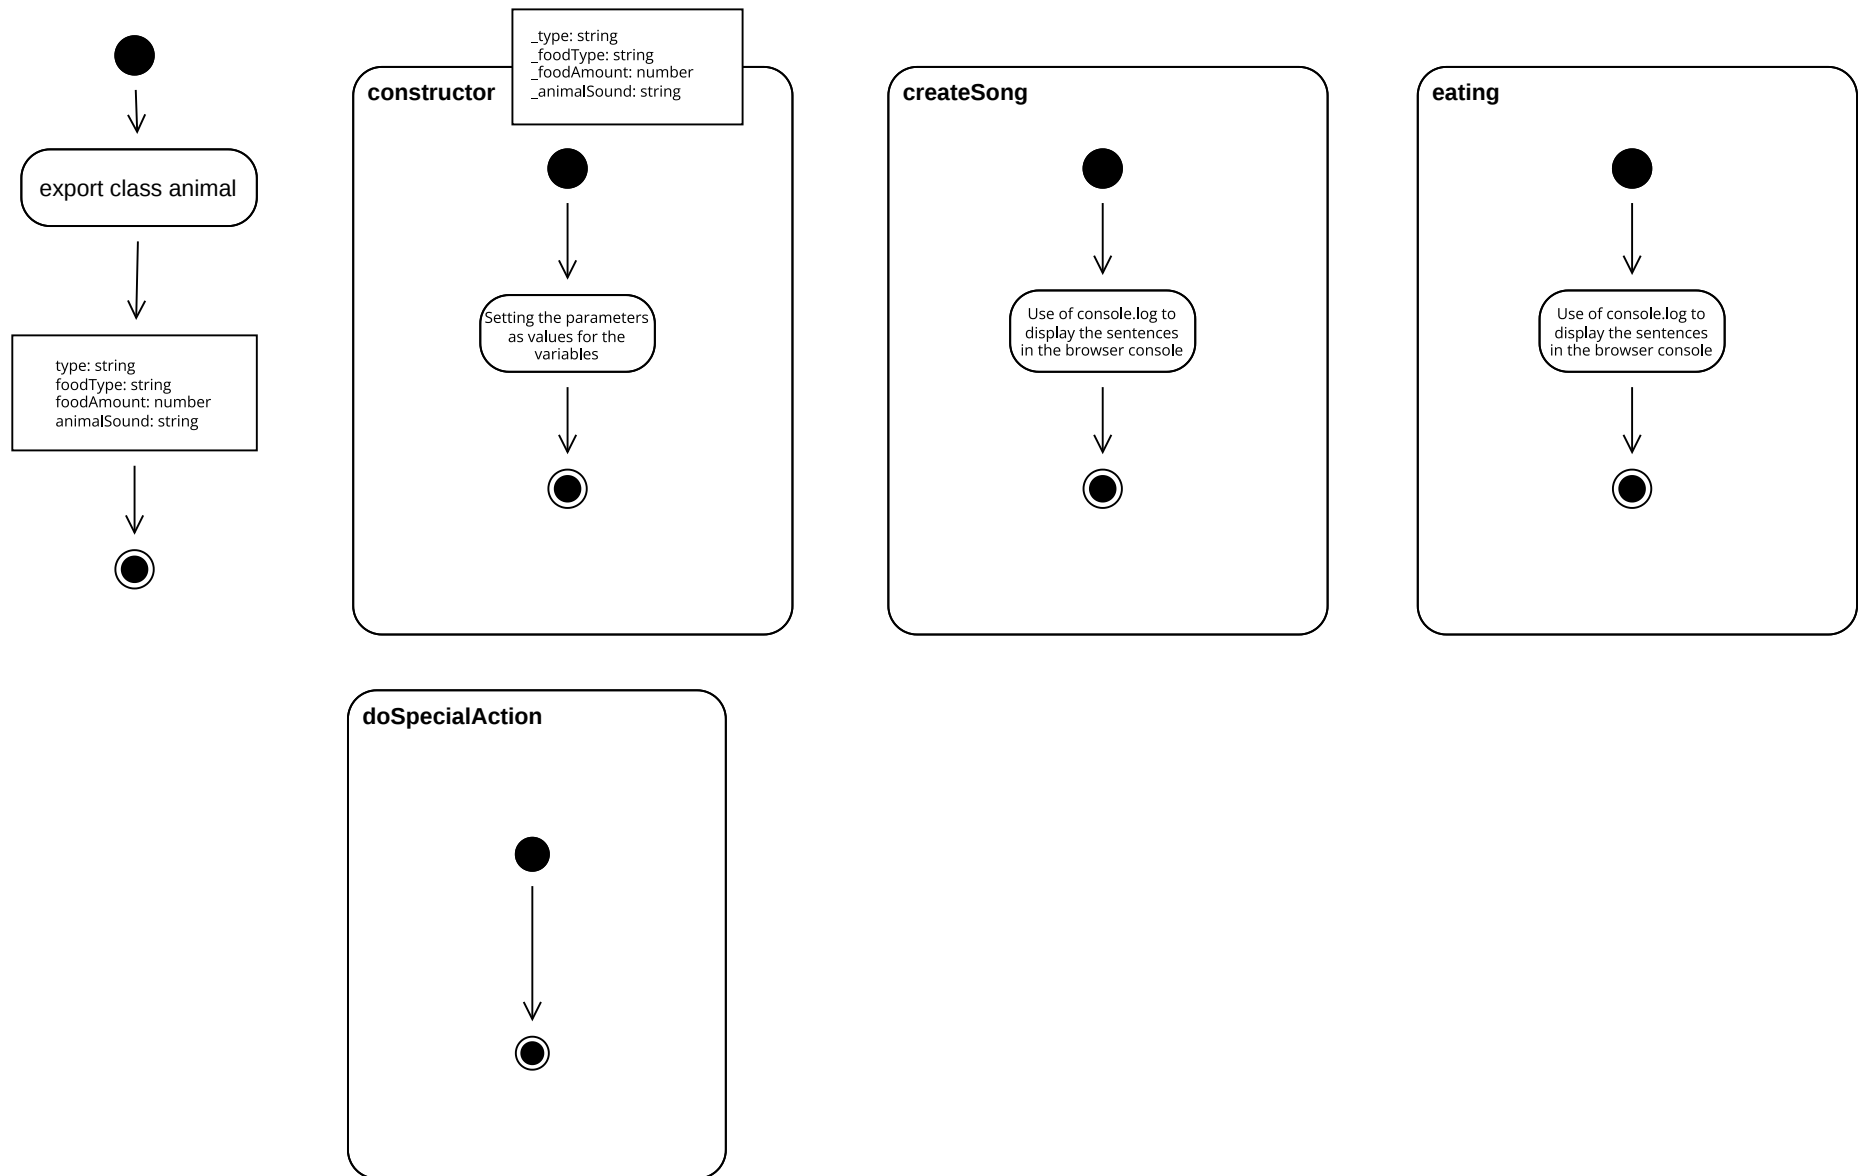 export class animal
type: string
foodType: string
foodAmount: number
animalSound: string
constructor
_type: string
_foodType: string
_foodAmount: number
_animalSound: string
Setting the parameters
as values for the
variables
createSong
Use of console.log to
display the sentences
in the browser console
eating
Use of console.log to
display the sentences
in the browser console
doSpecialAction